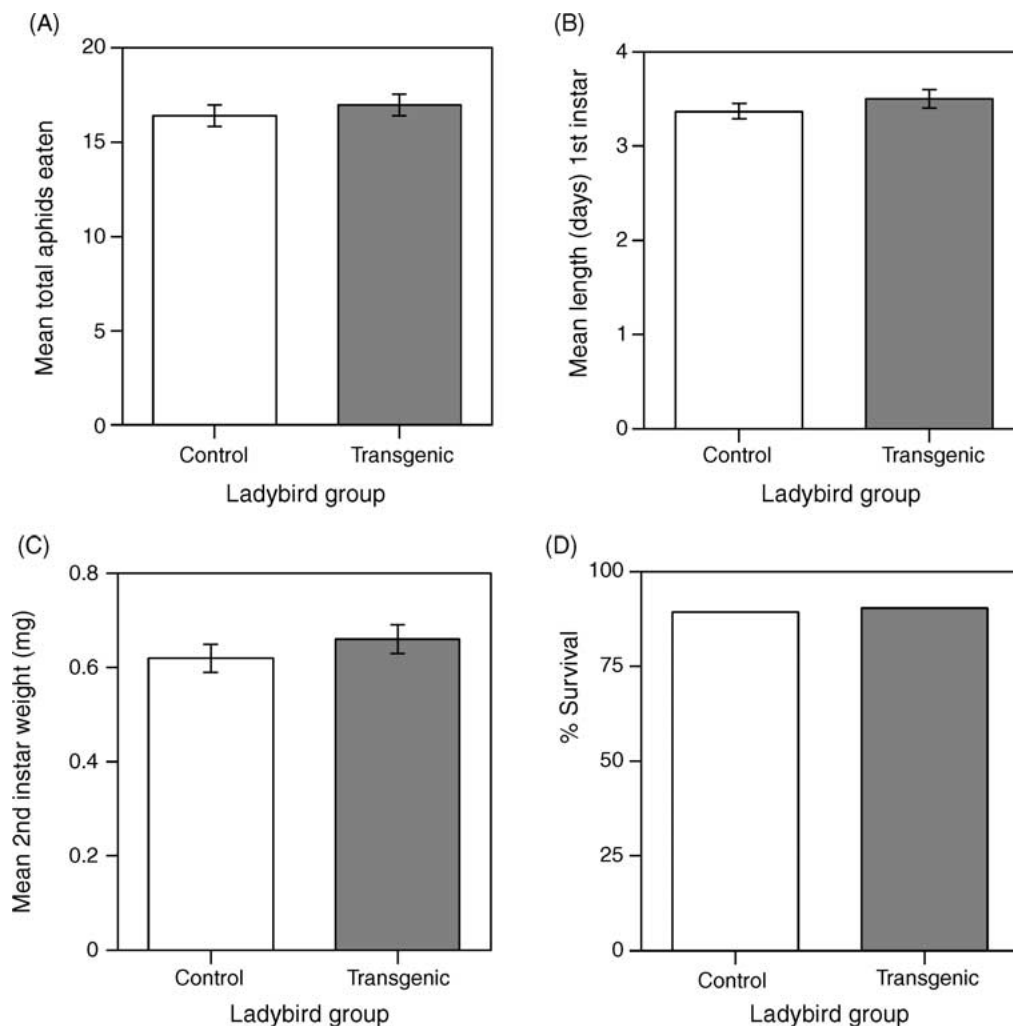 (A)
20
15
10
5
0
Mean total aphids eaten
Control
Transgenic
Ladybird group
(B)
4
3
2
1
0
Mean length (days) 1st instar
Control
Transgenic
Ladybird group
(C)
0.8
0.6
0.4
0.2
0
Mean 2nd instar weight (mg)
Control
Transgenic
Ladybird group
(D)
100
75
50
25
0
% Survival
Control
Transgenic
Ladybird group